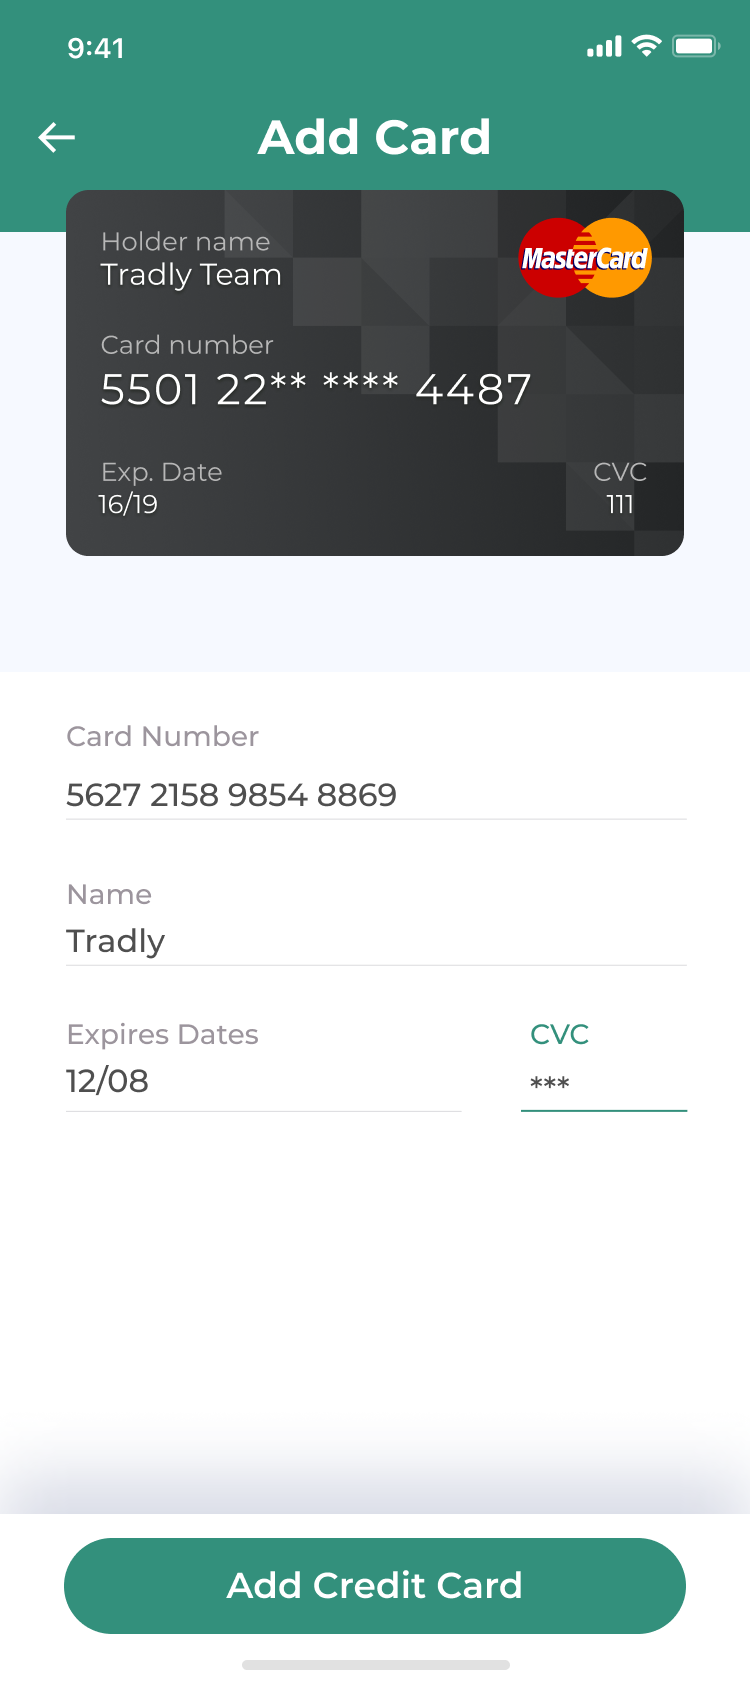 9:41
Add Card
Holder name
Tradly Team
MasterCard
Card number
5501 22** **** 4487
Exp. Date
CVC
16/19
111
Card Number
5627 2158 9854 8869
Name
Tradly
Expires Dates
CVC
12/08
***
Add Credit Card